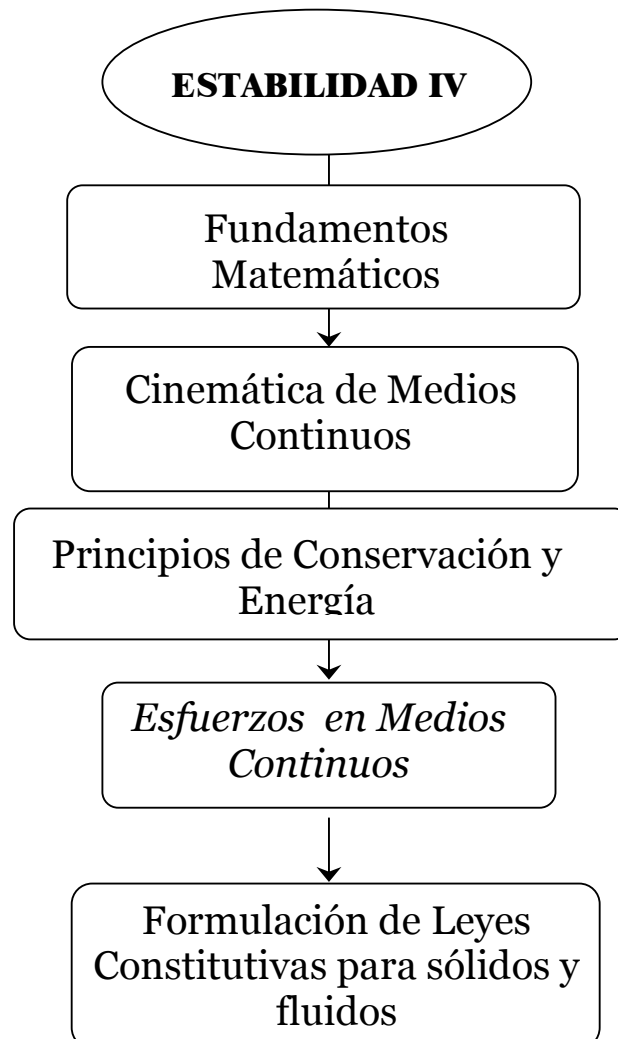 ESTABILIDAD IV
Fundamentos
Matemáticos
Cinemática de Medios
Continuos
Principios de Conservación y
Energía
Esfuerzos en Medios
Continuos
Formulación de Leyes
Constitutivas para sólidos y
fluidos